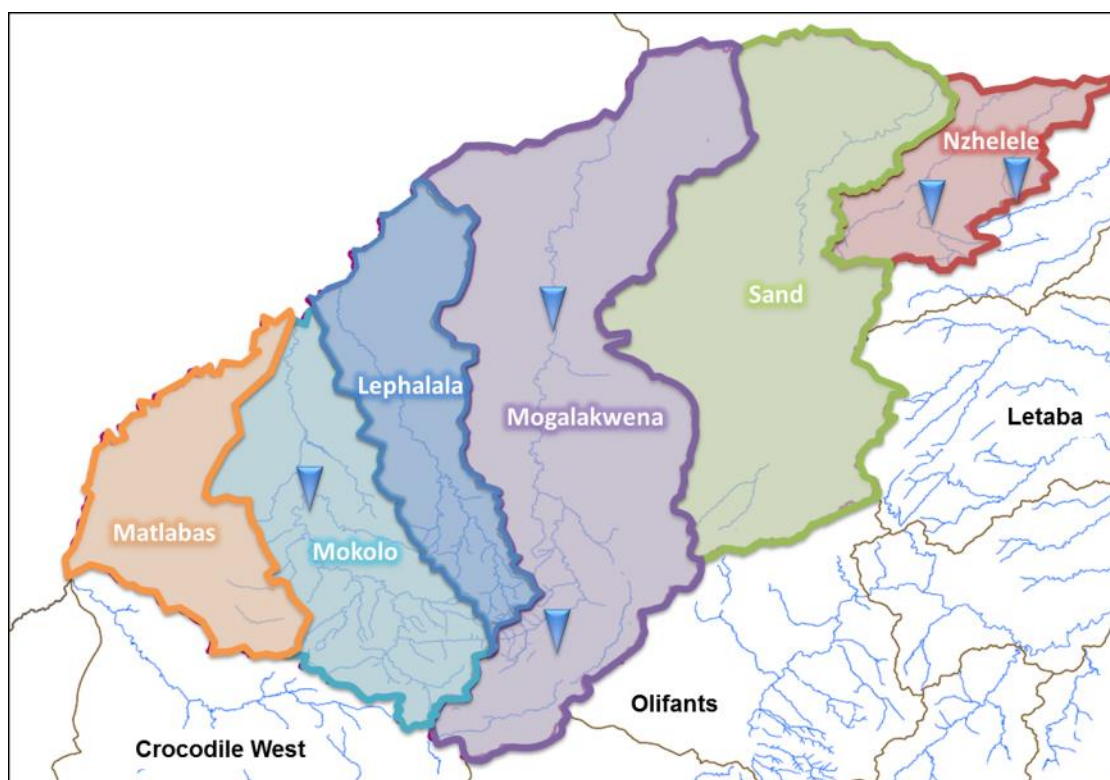 Nzhelele
Sand
Lephalala
Mogalakwena
Letaba
Matlabas
Mokolo
Olifants
Crocodile West